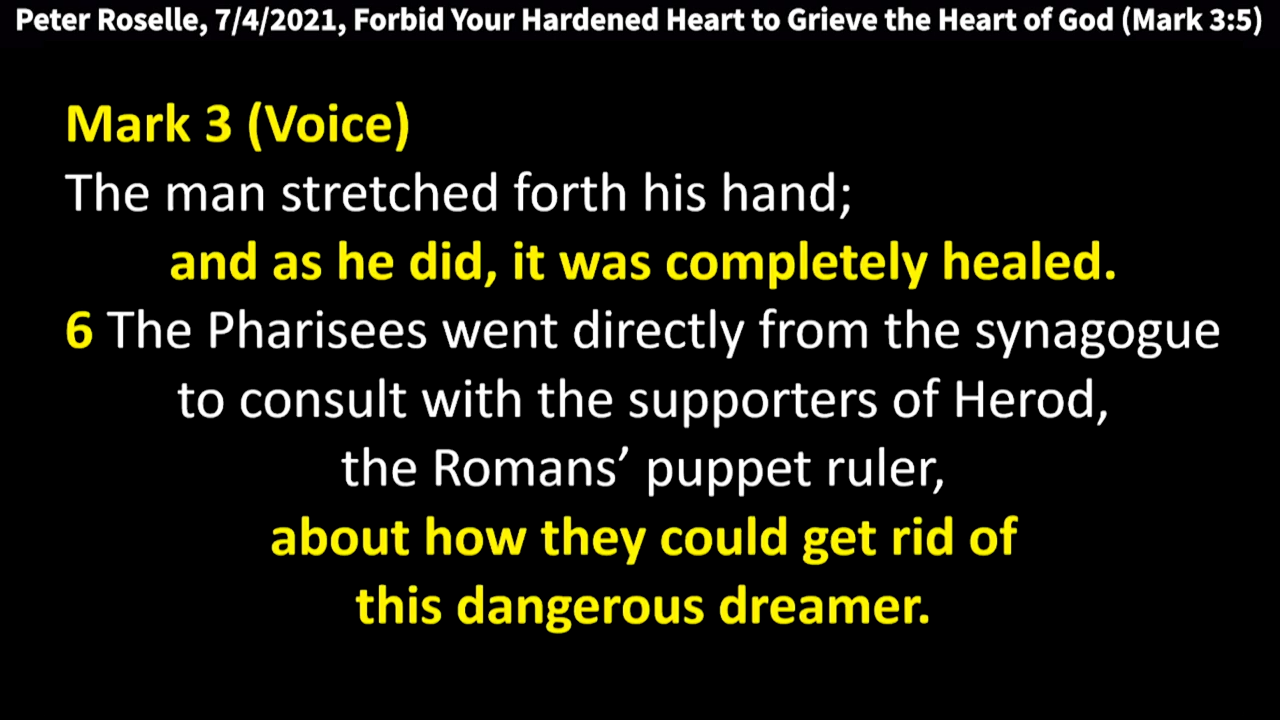 Peter Roselle, 7/4/2021, Forbid Your Hardened Heart to Grieve the Heart of God (Mark 3:5)
Mark 3 (Voice)
The man stretched forth his hand;
and as he did, it was completely healed.
6 The Pharisees went directly from the synagogue
to consult with the supporters of Herod,
the Romans’ puppet ruler,
about how they could get rid of
this dangerous dreamer.